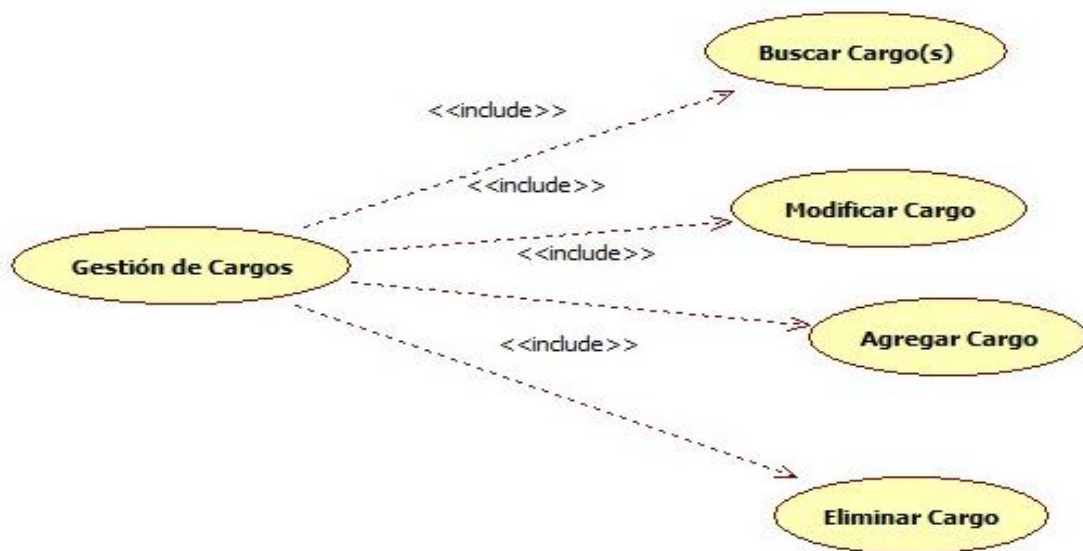 Buscar Cargo(s)
<<include>>
<<include>>
Modificar Cargo
<<include>>
Gestión de Cargos
Agregar Cargo
<<include>>
Eliminar Cargo